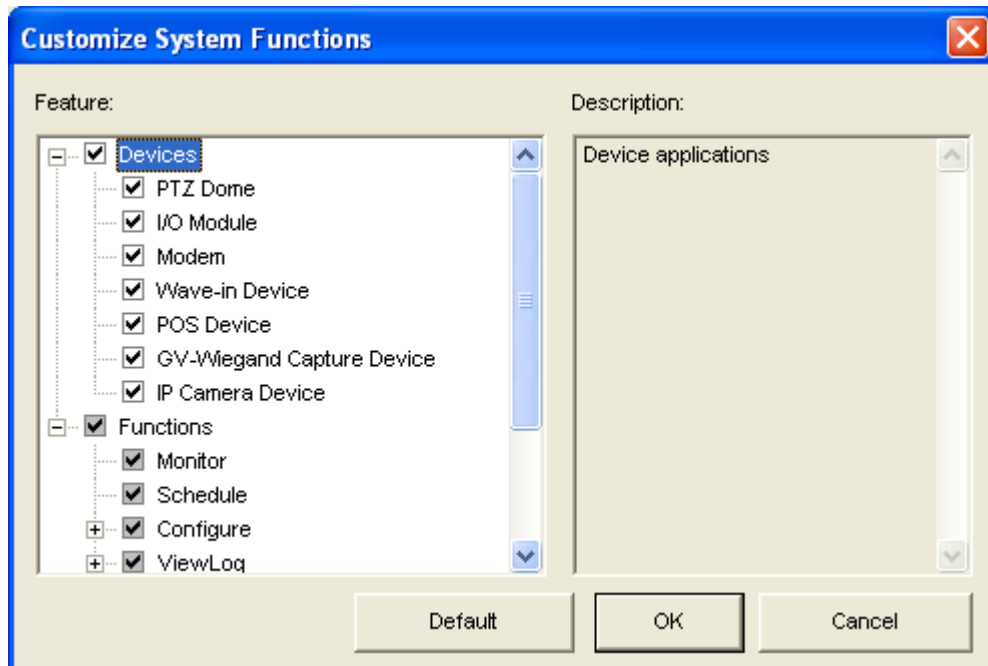 Customize System Functions
Feature:
Description:
Devices
Device applications
PTZ Dome
I/O Module
Modem
Wave-in Device
POS Device
GV-Wiegand Capture Device
IP Camera Device
Functions
Monitor
Schedule
Configure
ViewLog
Default
OK
Cancel